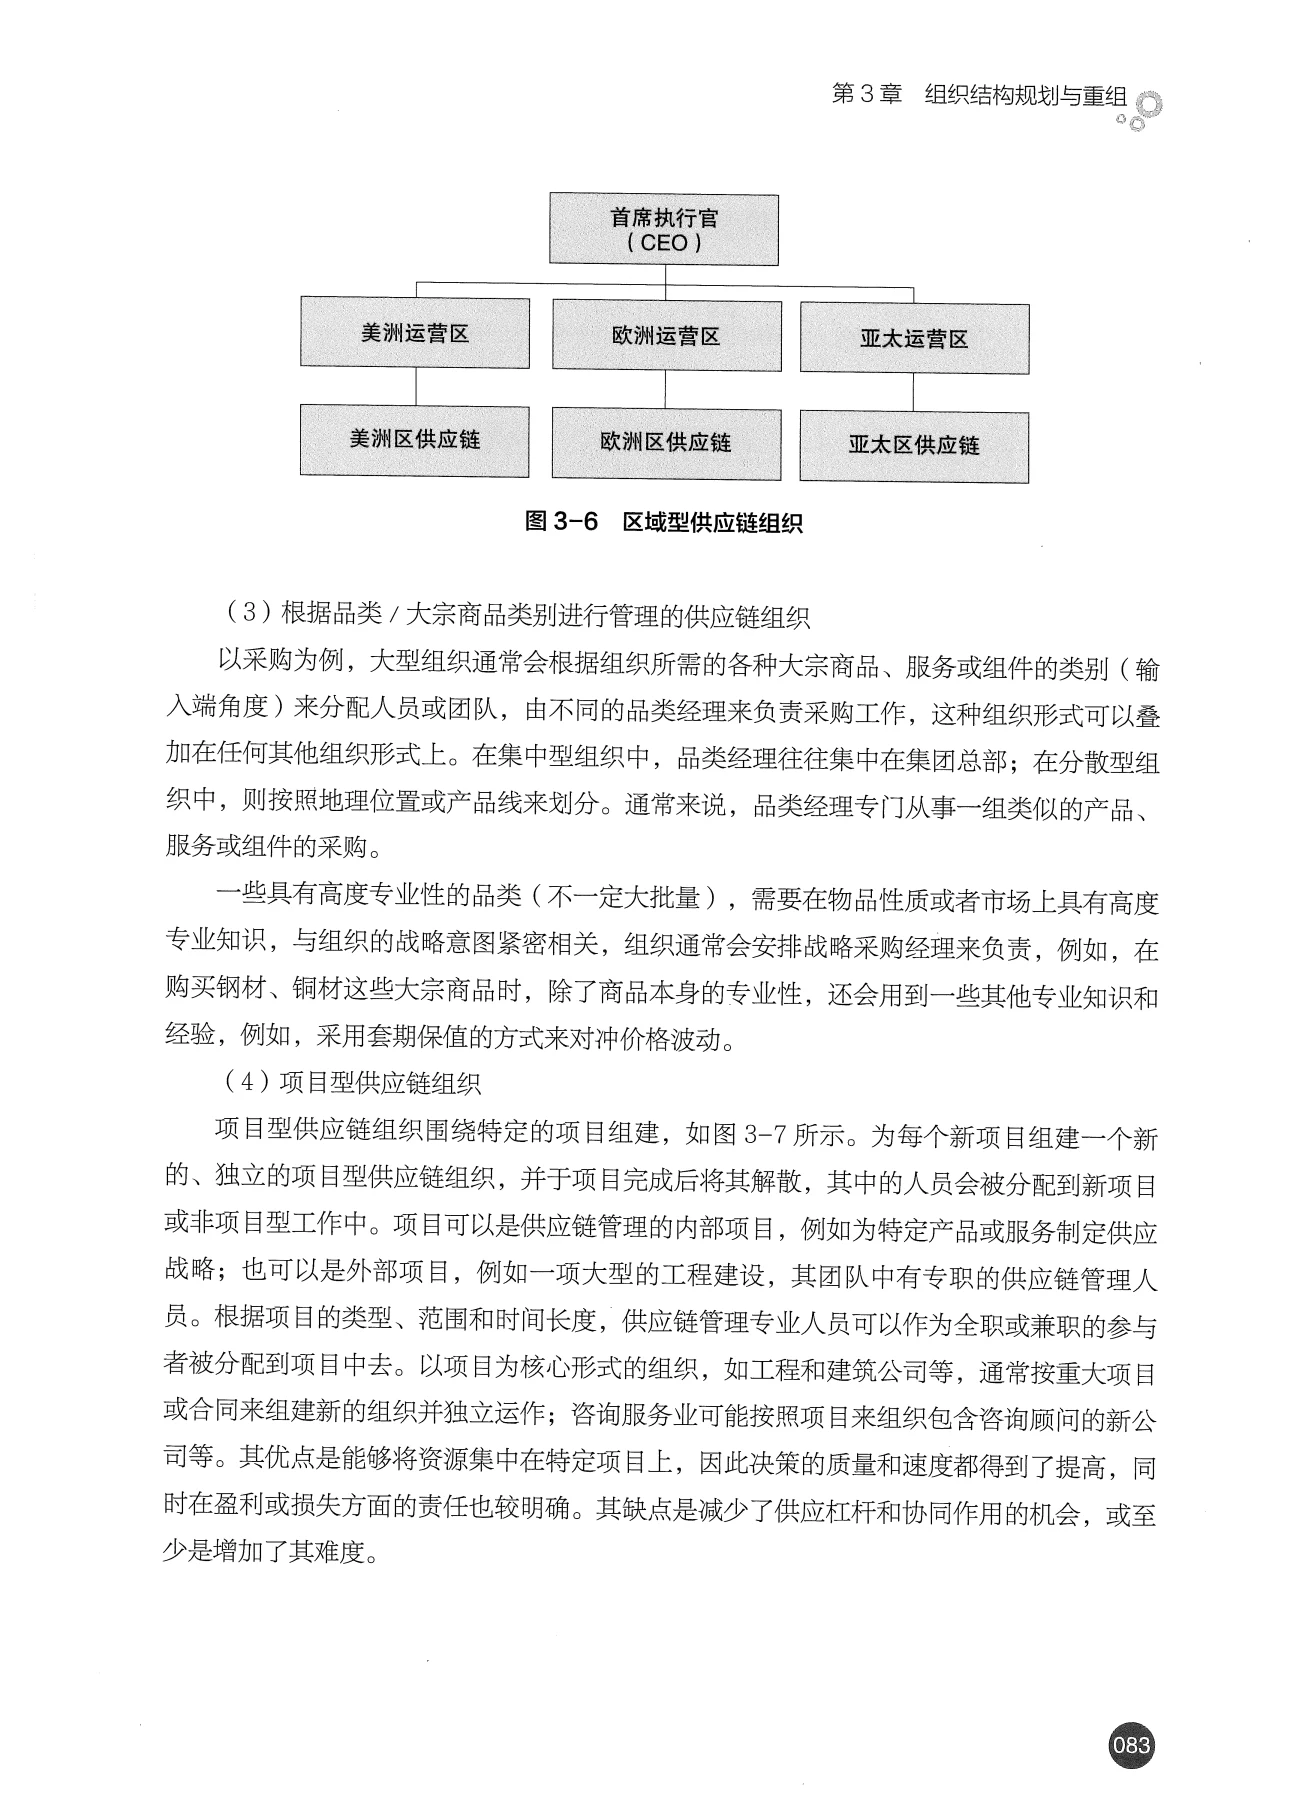 第3章 组织结构规划与重组
首席执行官
（CEO）
美洲运营区
欧洲运营区
亚太运营区
美洲区供应链
欧洲区供应链
亚太区供应链
图 3-6 区域型供应链组织
（3）根据品类 / 大宗商品类别进行管理的供应链组织
以采购为例，大型组织通常会根据组织所需的各种大宗商品、服务或组件的类别（输
入端角度）来分配人员或团队，由不同的品类经理来负责采购工作，这种组织形式可以叠
加在任何其他组织形式上。在集中型组织中，品类经理往往集中在集团总部；在分散型组
织中，则按照地理位置或产品线来划分。通常来说，品类经理专门从事一组类似的产品、
服务或组件的采购。
一些具有高度专业性的品类（不一定大批量），需要在物品性质或者市场上具有高度
专业知识，与组织的战略意图紧密相关，组织通常会安排战略采购经理来负责，例如，在
购买钢材、铜材这些大宗商品时，除了商品本身的专业性，还会用到一些其他专业知识和
经验，例如，采用套期保值的方式来对冲价格波动。
（4）项目型供应链组织
项目型供应链组织围绕特定的项目组建，如图 3-7 所示。为每个新项目组建一个新
的、独立的项目型供应链组织，并于项目完成后将其解散，其中的人员会被分配到新项目
或非项目型工作中。项目可以是供应链管理的内部项目，例如为特定产品或服务制定供应
战略；也可以是外部项目，例如一项大型的工程建设，其团队中有专职的供应链管理人
员。根据项目的类型、范围和时间长度，供应链管理专业人员可以作为全职或兼职的参与
者被分配到项目中去。以项目为核心形式的组织，如工程和建筑公司等，通常按重大项目
或合同来组建新的组织并独立运作；咨询服务业可能按照项目来组织包含咨询顾问的新公
司等。其优点是能够将资源集中在特定项目上，因此决策的质量和速度都得到了提高，同
时在盈利或损失方面的责任也较明确。其缺点是减少了供应杠杆和协同作用的机会，或至
少是增加了其难度。
083